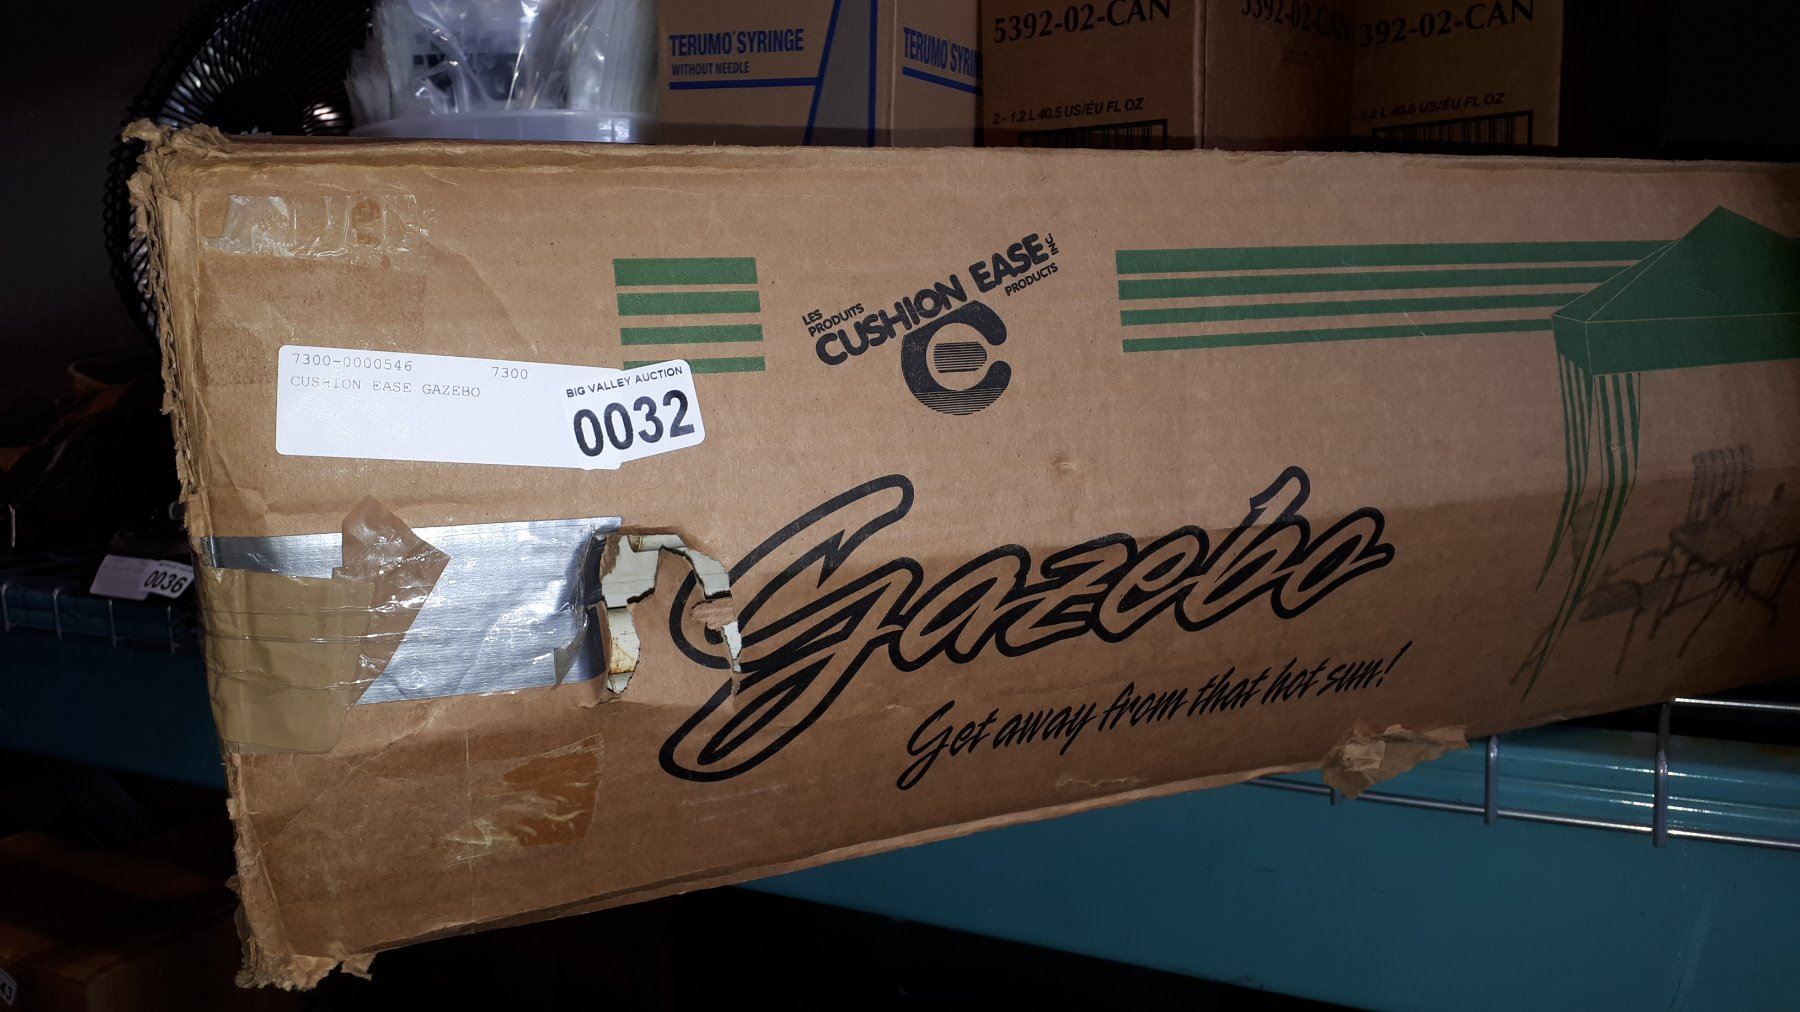 TERUMO® SYRINGE
WITHOUT NEEDLE
TERUMO® SYRIN
5392-02-CAN
2 - 1.2 L 40.5 US/ÉU FL OZ
5392-02-CAN
392-02-CAN
1.2 L 40.5 US/ÉU FL OZ
LES
PRODUITS
CUSHION EASE
PRODUCTS
7300-0000546 7300
CUSHION EASE GAZEBO
BIG VALLEY AUCTION
0032
Gazebo
Get away from that hot sun!
0036
43